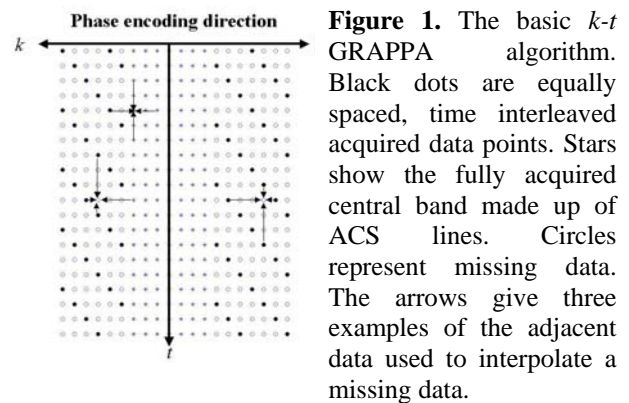 Phase encoding direction
k
t
Figure 1. The basic k-t
GRAPPA algorithm.
Black dots are equally
spaced, time interleaved
acquired data points. Stars
show the fully acquired
central band made up of
ACS lines. Circles
represent missing data.
The arrows give three
examples of the adjacent
data used to interpolate a
missing data.